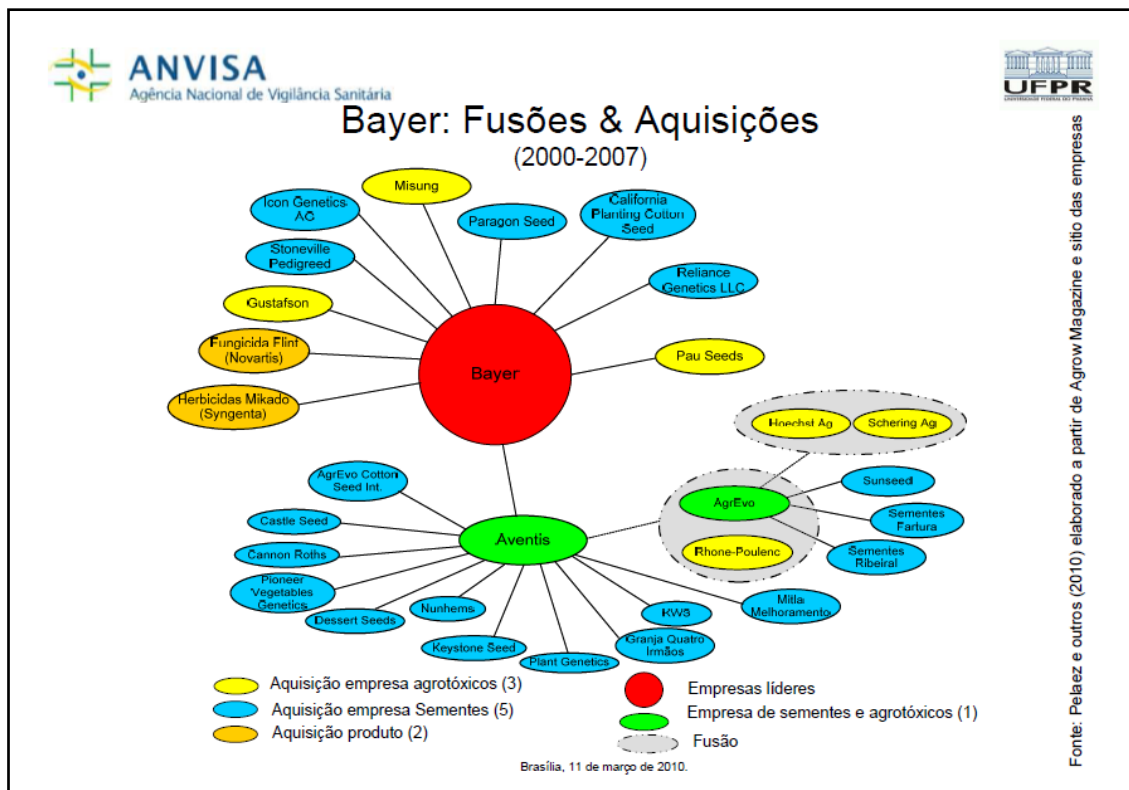 ANVISA
Agência Nacional de Vigilância Sanitária
UFPR
UNIVERSIDADE FEDERAL DO PARANÁ
Bayer: Fusões & Aquisições
(2000-2007)
Misung
Icon Genetics
AG
Paragon Seed
California
Planting Cotton
Seed
Stoneville
Pedigreed
Reliance
Genetics LLC
Gustafson
Fungicida Flint
(Novartis)
Bayer
Pau Seeds
Herbicidas Mikado
(Syngenta)
Hoechst Ag
Schering Ag
AgrEvo Cotton
Seed Int.
AgrEvo
Sunseed
Castle Seed
Aventis
Sementes
Fartura
Cannon Roths
Rhone-Poulenc
Sementes
Ribeiral
Pioneer
Vegetables
Genetics
Dessert Seeds
Nunhems
KWS
Mitla
Melhoramento
Keystone Seed
Plant Genetics
Granja Quatro
Irmãos
Aquisição empresa agrotóxicos (3)
Aquisição empresa Sementes (5)
Aquisição produto (2)
Empresas líderes
Empresa de sementes e agrotóxicos (1)
Fusão
Brasília, 11 de março de 2010.
Fonte: Pelaez e outros (2010) elaborado a partir de Agrow Magazine e sitio das empresas